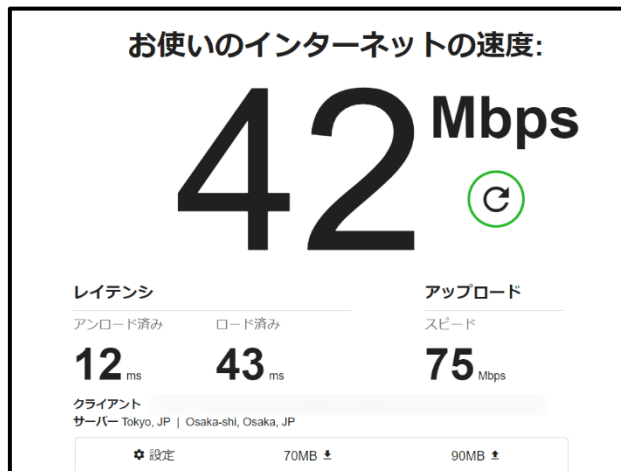 お使いのインターネットの速度:
42 Mbps
レイテンシ
アップロード
アンロード済み ロード済み
スピード
12 ms 43 ms
75 Mbps
クライアント
サーバー Tokyo, JP | Osaka-shi, Osaka, JP
設定 70MB 90MB